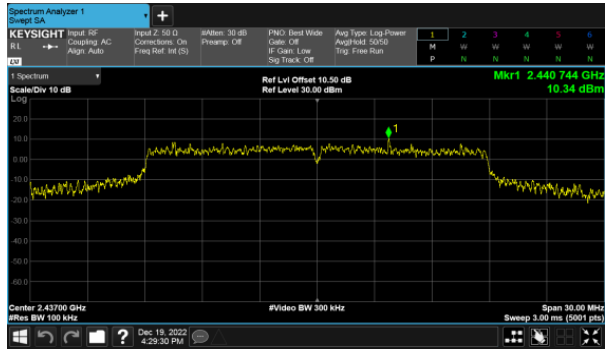 Spectrum Analyzer 1
Swept SA
+
KEYSIGHT Input: RF Input Z: 50 Ω #Atten: 30 dB PNO: Best Wide Avg Type: Log-Power 1 2 3 4 5 6
RL Coupling: AC Corrections: On Preamp: Off Gate: Off Avg|Hold: 50/50 M W W W W W
Align: Auto Freq Ref: Int (S) IF Gain: Low Trig: Free Run
Sig Track: Off P N N N N N
LW
1 Spectrum Ref Lvl Offset 10.50 dB Mkr1 2.440 744 GHz
Scale/Div 10 dB Ref Level 30.00 dBm 10.34 dBm
Log
20.0
1
10.0
0.00
-10.0
-20.0
-30.0
-40.0
-50.0
-60.0
Center 2.43700 GHz #Video BW 300 kHz Span 30.00 MHz
#Res BW 100 kHz Sweep 3.00 ms (5001 pts)
? Dec 19, 2022
4:29:30 PM